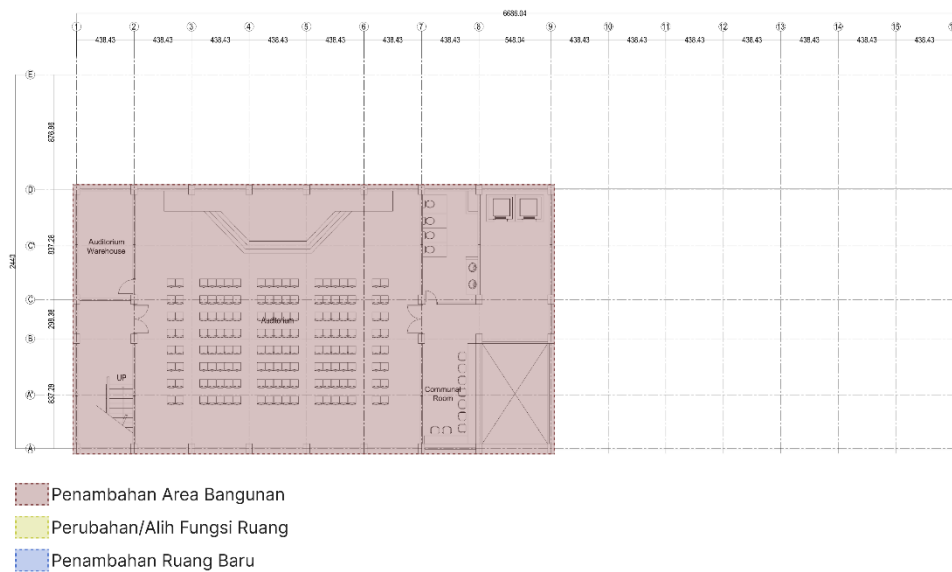 6686.04
1 2 3 4 5 6 7 8 9 10 11 12 13 14 15
438.43 438.43 438.43 438.43 438.43 438.43 438.43 548.04 438.43 438.43 438.43 438.43 438.43 438.43 438.43
E
876.86
D
Auditorium
Warehouse
C'
2443
C
Auditorium
B
UP
Communal
Room
A'
A
Penambahan Area Bangunan
Perubahan/Alih Fungsi Ruang
Penambahan Ruang Baru